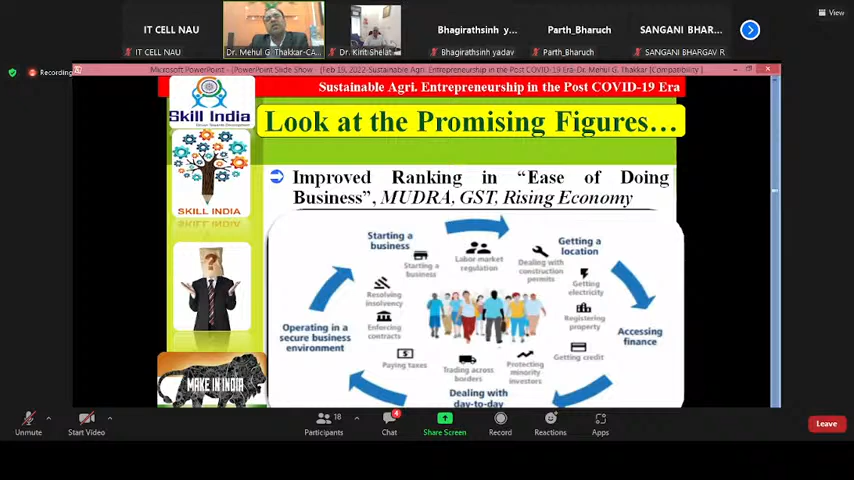 View
IT CELL NAU
Bhagirathsinh y...
Parth_Bharuch
SANGANI BHAR...
IT CELL NAU
Dr. Mehul G. Thakkar-CA...
Dr. Kirit Shelat
Bhagirathsinh yadav
Parth_Bharuch
SANGANI BHARGAV R
Recording
Microsoft PowerPoint - [PowerPoint Slide Show - [Feb 19, 2022-Sustainable Agri. Entrepreneurship in the Post COVID-19 Era-Dr. Mehul G. Thakkar [Compatibility
Sustainable Agri. Entrepreneurship in the Post COVID-19 Era
Skill India
Look at the Promising Figures...
SKILL INDIA
Improved Ranking in “Ease of Doing
Business”, MUDRA, GST, Rising Economy
?
MAKE IN INDIA
Starting a
business
Getting a
location
Accessing
finance
Dealing with
day-to-day
Operating in a
secure business
environment
Starting a
business
Labor market
regulation
Dealing with
construction
permits
Getting
electricity
Registering
property
Getting credit
Protecting
minority
investors
Trading across
borders
Paying taxes
$
Enforcing
contracts
Resolving
insolvency
Unmute
Start Video
18
Participants
4
Chat
Share Screen
Record
Reactions
Apps
Leave